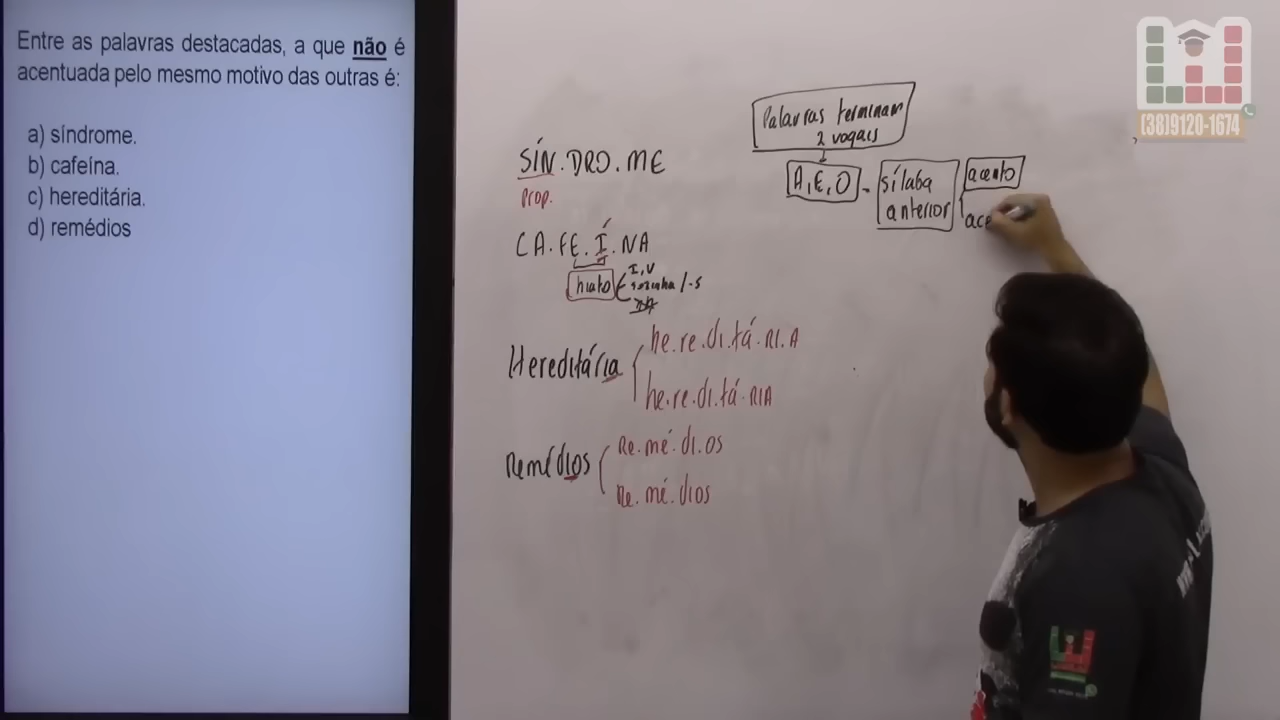 Entre as palavras destacadas, a que não é
acentuada pelo mesmo motivo das outras é:
a) síndrome.
b) cafeína.
c) hereditária.
d) remédios
SÍN.DRO.ME
Prop.
CA.FE.Í.NA
hiato
I, U
sozinha /-s
Hereditária
he.re.di.tá.RI.A
he.re.di.tá.RIA
Remédios
Re.mé.di.os
Re.mé.dios
Palavras terminar
2 vogais
A, E, O
sílaba
anterior
acento
ace
(38)9120-1674